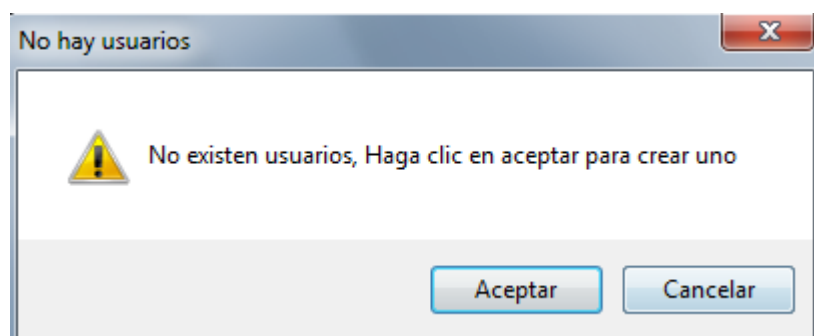 No hay usuarios
No existen usuarios, Haga clic en aceptar para crear uno
Aceptar
Cancelar